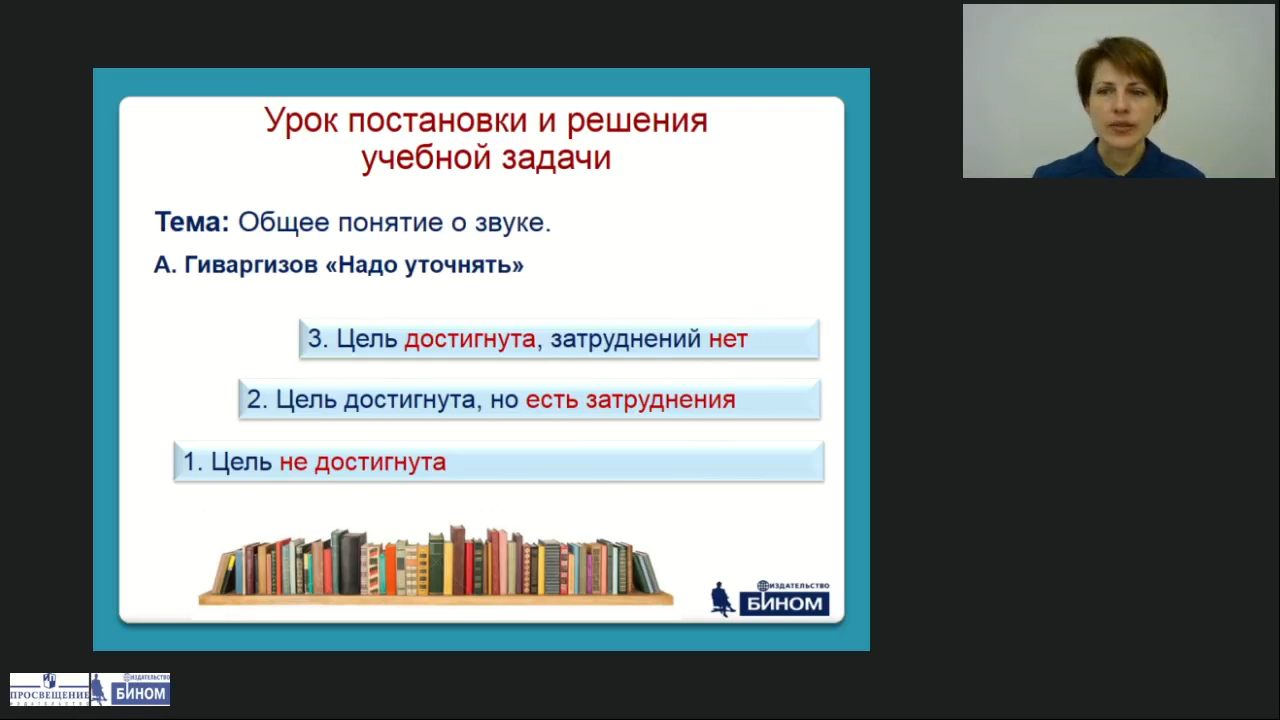 Урок постановки и решения
учебной задачи
Тема: Общее понятие о звуке.
А. Гиваргизов «Надо уточнять»
3. Цель достигнута, затруднений нет
2. Цель достигнута, но есть затруднения
1. Цель не достигнута
ИЗДАТЕЛЬСТВО
БИНОМ
ПРОСВЕЩЕНИЕ
ИЗДАТЕЛЬСТВО
ИЗДАТЕЛЬСТВО
БИНОМ